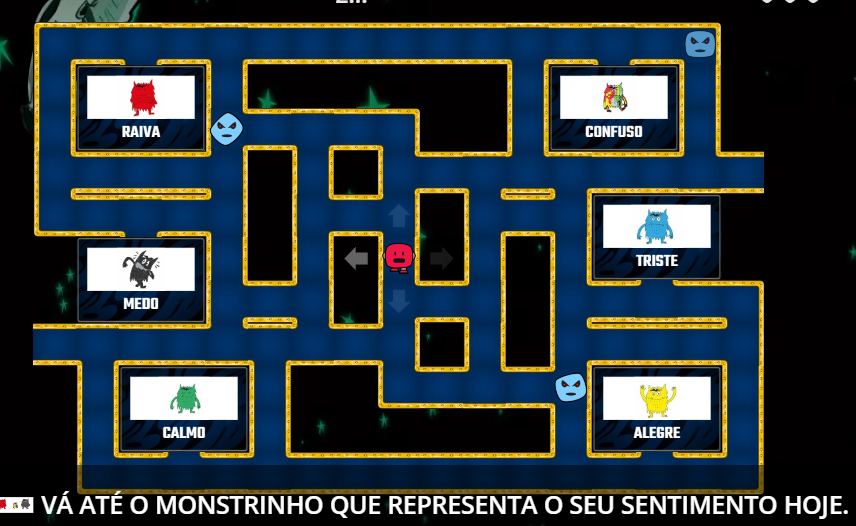 RAIVA
CONFUSO
TRISTE
MEDO
CALMO
ALEGRE
VÁ ATÉ O MONSTRINHO QUE REPRESENTA O SEU SENTIMENTO HOJE.